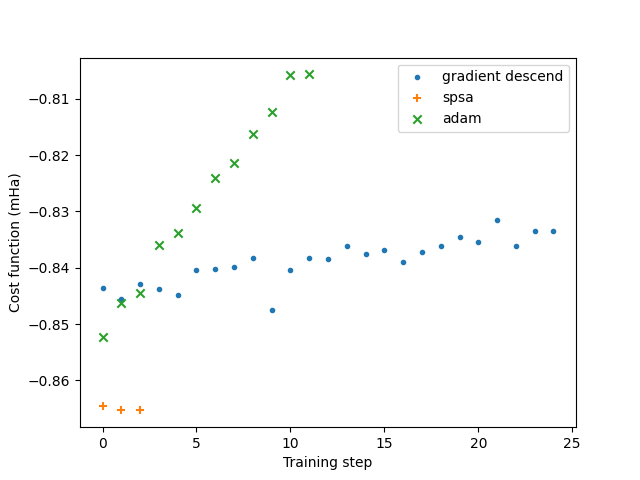 gradient descend
spsa
adam
−0.81
−0.82
−0.83
−0.84
−0.85
−0.86
Cost function (mHa)
0
5
10
15
20
25
Training step